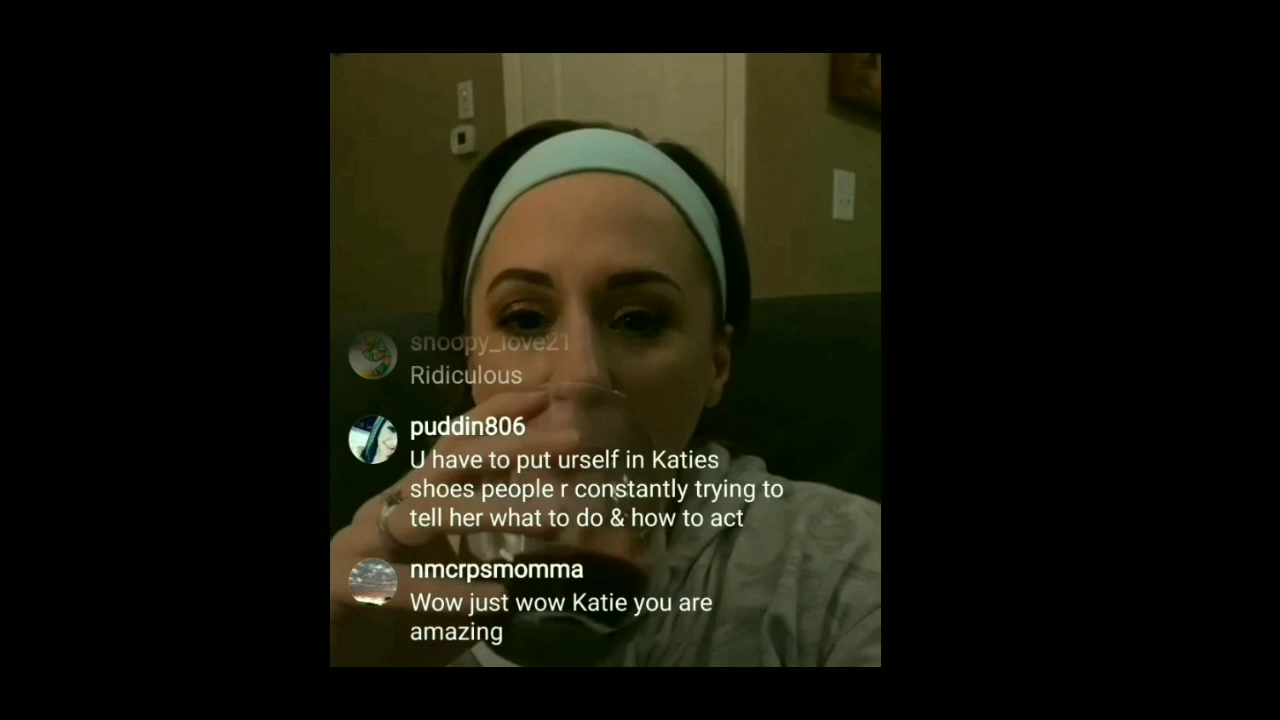 snoopy_love21
Ridiculous
puddin806
U have to put urself in Katies
shoes people r constantly trying to
tell her what to do & how to act
nmcrpsmomma
Wow just wow Katie you are
amazing